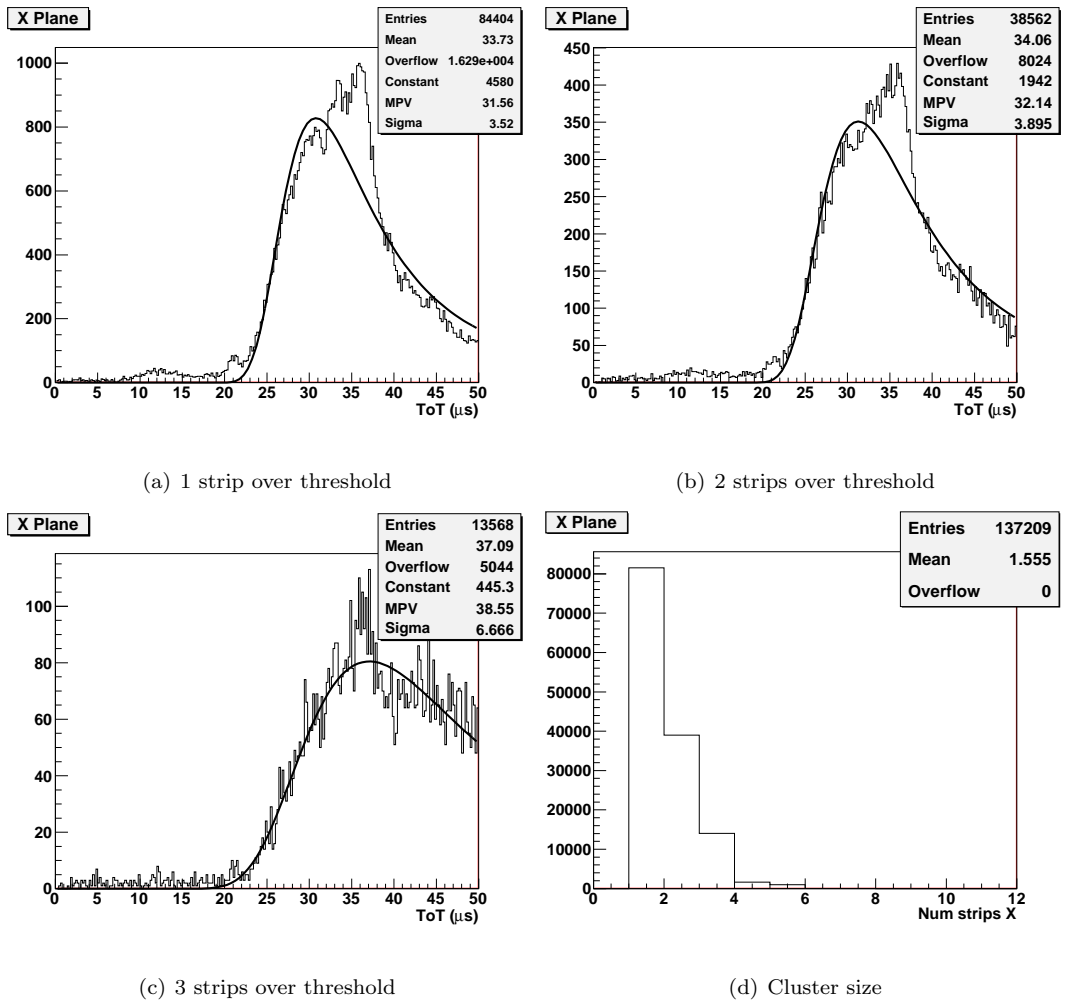 X Plane
Entries 84404
Mean 33.73
Overflow 1.629e+004
Constant 4580
MPV 31.56
Sigma 3.52
1000
800
600
400
200
0
0 5 10 15 20 25 30 35 40 45 50
ToT (μs)
(a) 1 strip over threshold
X Plane
Entries 38562
Mean 34.06
Overflow 8024
Constant 1942
MPV 32.14
Sigma 3.895
450
400
350
300
250
200
150
100
50
0
0 5 10 15 20 25 30 35 40 45 50
ToT (μs)
(b) 2 strips over threshold
X Plane
Entries 13568
Mean 37.09
Overflow 5044
Constant 445.3
MPV 38.55
Sigma 6.666
100
80
60
40
20
0
0 5 10 15 20 25 30 35 40 45 50
ToT (μs)
(c) 3 strips over threshold
X Plane
Entries 137209
Mean 1.555
Overflow 0
80000
70000
60000
50000
40000
30000
20000
10000
0
0 2 4 6 8 10 12
Num strips X
(d) Cluster size